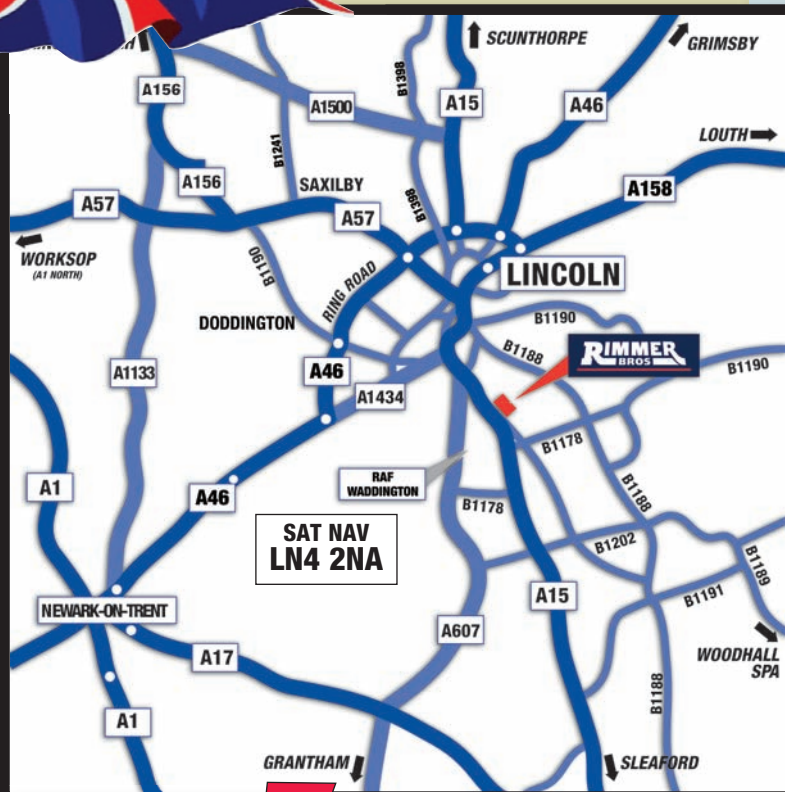 SCUNTHORPE
GRIMSBY
A156
A1500
B1398
A15
A46
LOUTH
B1241
A156
SAXILBY
A158
A57
A57
B1398
WORKSOP
(A1 NORTH)
B1190
RING ROAD
LINCOLN
DODDINGTON
B1190
B1188
RIMMER
BROS
B1190
A1133
A46
A1434
B1178
A1
A46
RAF
WADDINGTON
B1178
B1188
SAT NAV
LN4 2NA
B1202
B1189
A15
B1191
NEWARK-ON-TRENT
A607
A17
WOODHALL
SPA
A1
B1188
GRANTHAM
SLEAFORD